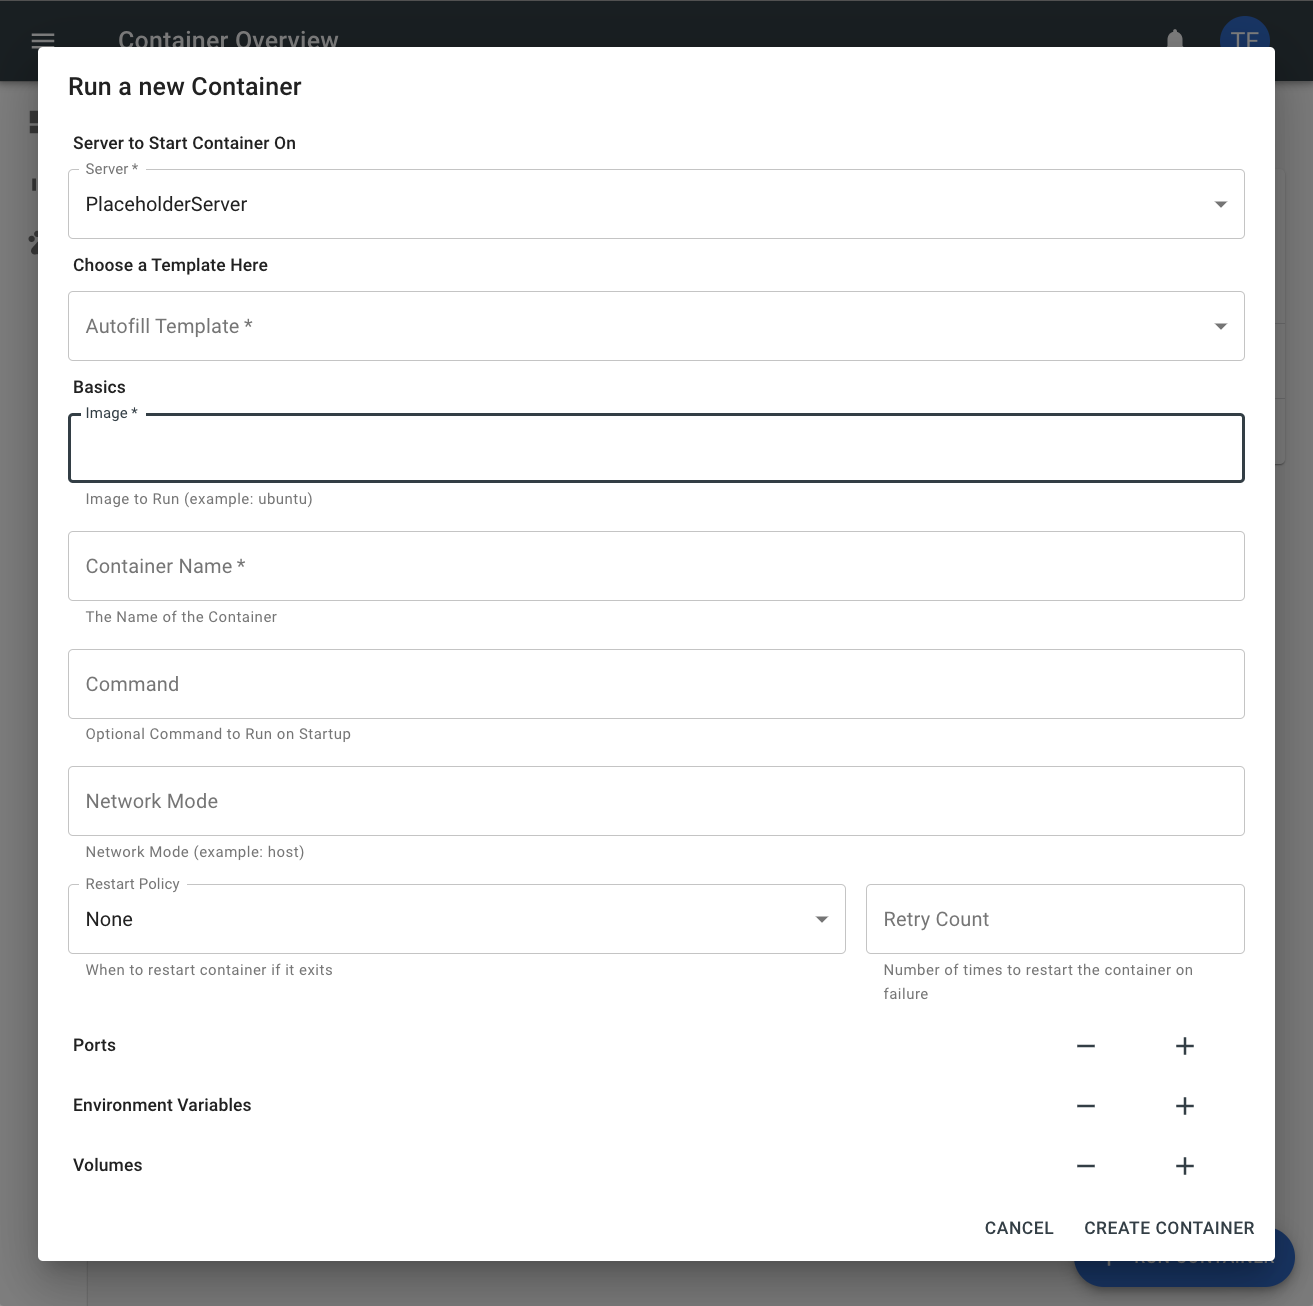 Container Overview
TE
Run a new Container
Server to Start Container On
Server *
PlaceholderServer
Choose a Template Here
Autofill Template *
Basics
Image *
Image to Run (example: ubuntu)
Container Name *
The Name of the Container
Command
Optional Command to Run on Startup
Network Mode
Network Mode (example: host)
Restart Policy
None
Retry Count
When to restart container if it exits
Number of times to restart the container on
failure
Ports
Environment Variables
Volumes
CANCEL CREATE CONTAINER
RUN CONTAINER